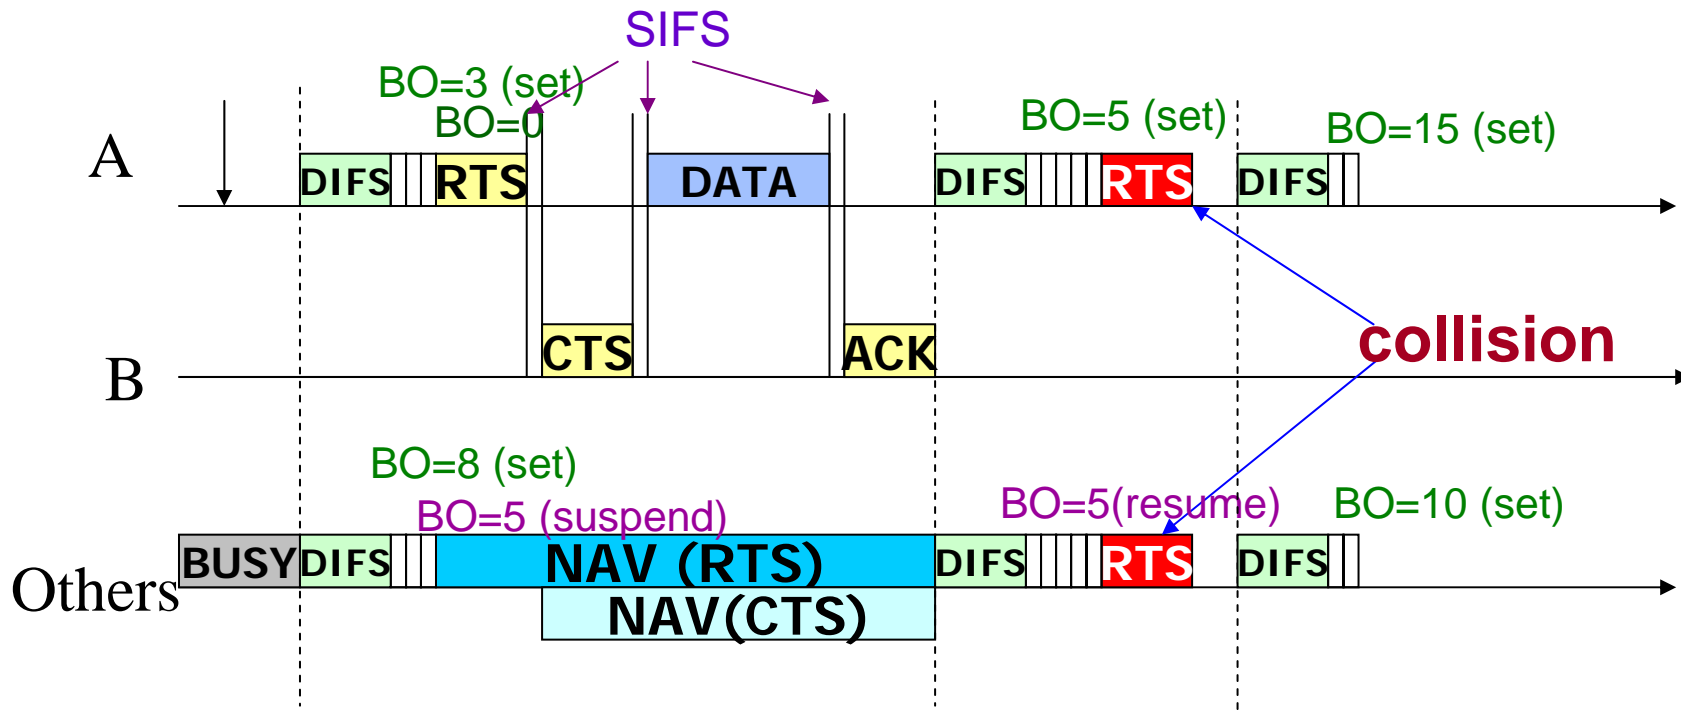 SIFS
BO=3 (set)
BO=0
BO=5 (set)
BO=15 (set)
A
DIFS RTS DATA DIFS RTS DIFS
collision
B
CTS ACK
BO=8 (set)
BO=5 (suspend)
BO=5(resume)
BO=10 (set)
Others
BUSY DIFS NAV (RTS) DIFS RTS DIFS
NAV(CTS)